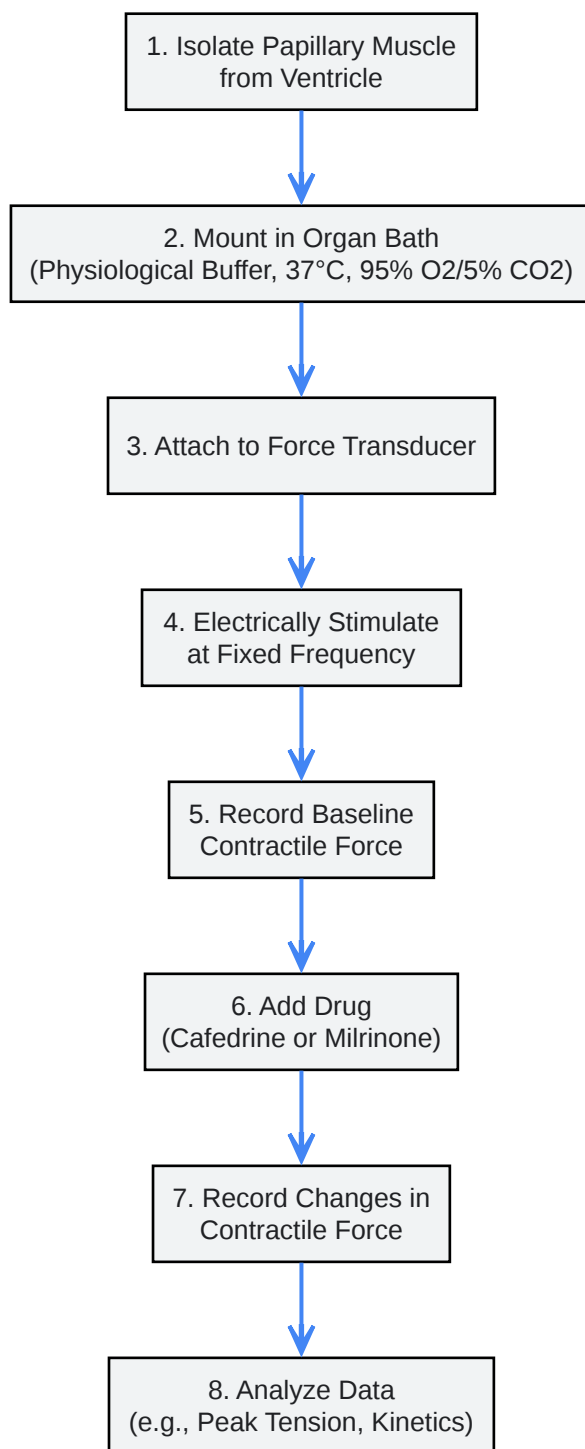 1. Isolate Papillary Muscle
from Ventricle
2. Mount in Organ Bath
(Physiological Buffer, 37°C, 95% O2/5% CO2)
3. Attach to Force Transducer
4. Electrically Stimulate
at Fixed Frequency
5. Record Baseline
Contractile Force
6. Add Drug
(Cafedrine or Milrinone)
7. Record Changes in
Contractile Force
8. Analyze Data
(e.g., Peak Tension, Kinetics)